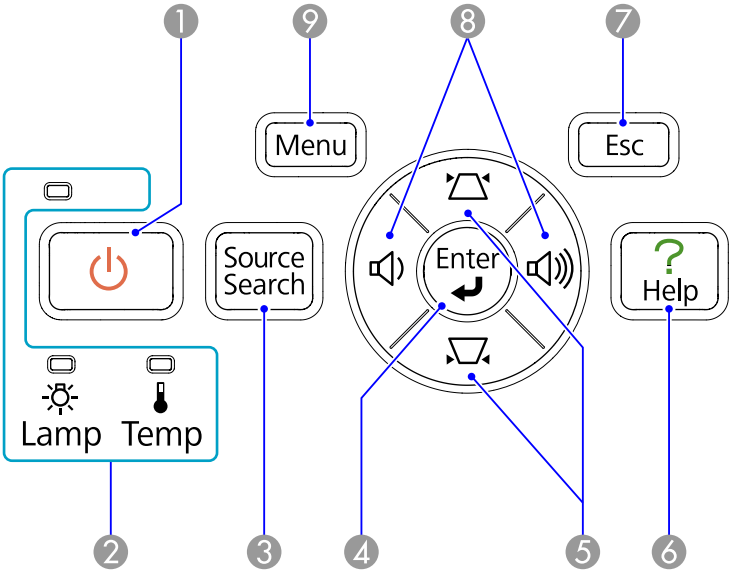 1 9 8 7
Menu
Esc
Source
Search
Enter
?
Help
Lamp Temp
2 3 4 5 6